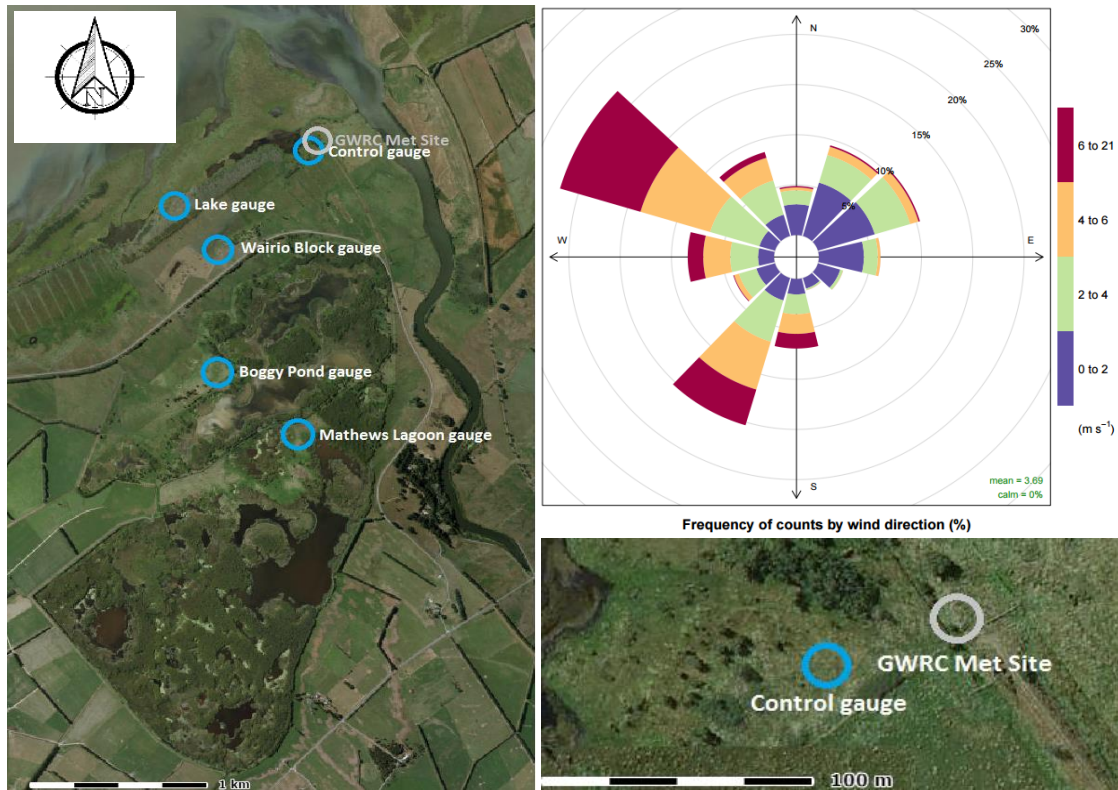 N
GWRC Met Site
Control gauge
Lake gauge
Wairio Block gauge
Boggy Pond gauge
Mathews Lagoon gauge
1 km
N
30%
25%
20%
15%
10%
5%
W
E
S
6 to 21
4 to 6
2 to 4
0 to 2
(m s⁻¹)
mean = 3.69
calm = 0%
Frequency of counts by wind direction (%)
GWRC Met Site
Control gauge
100 m